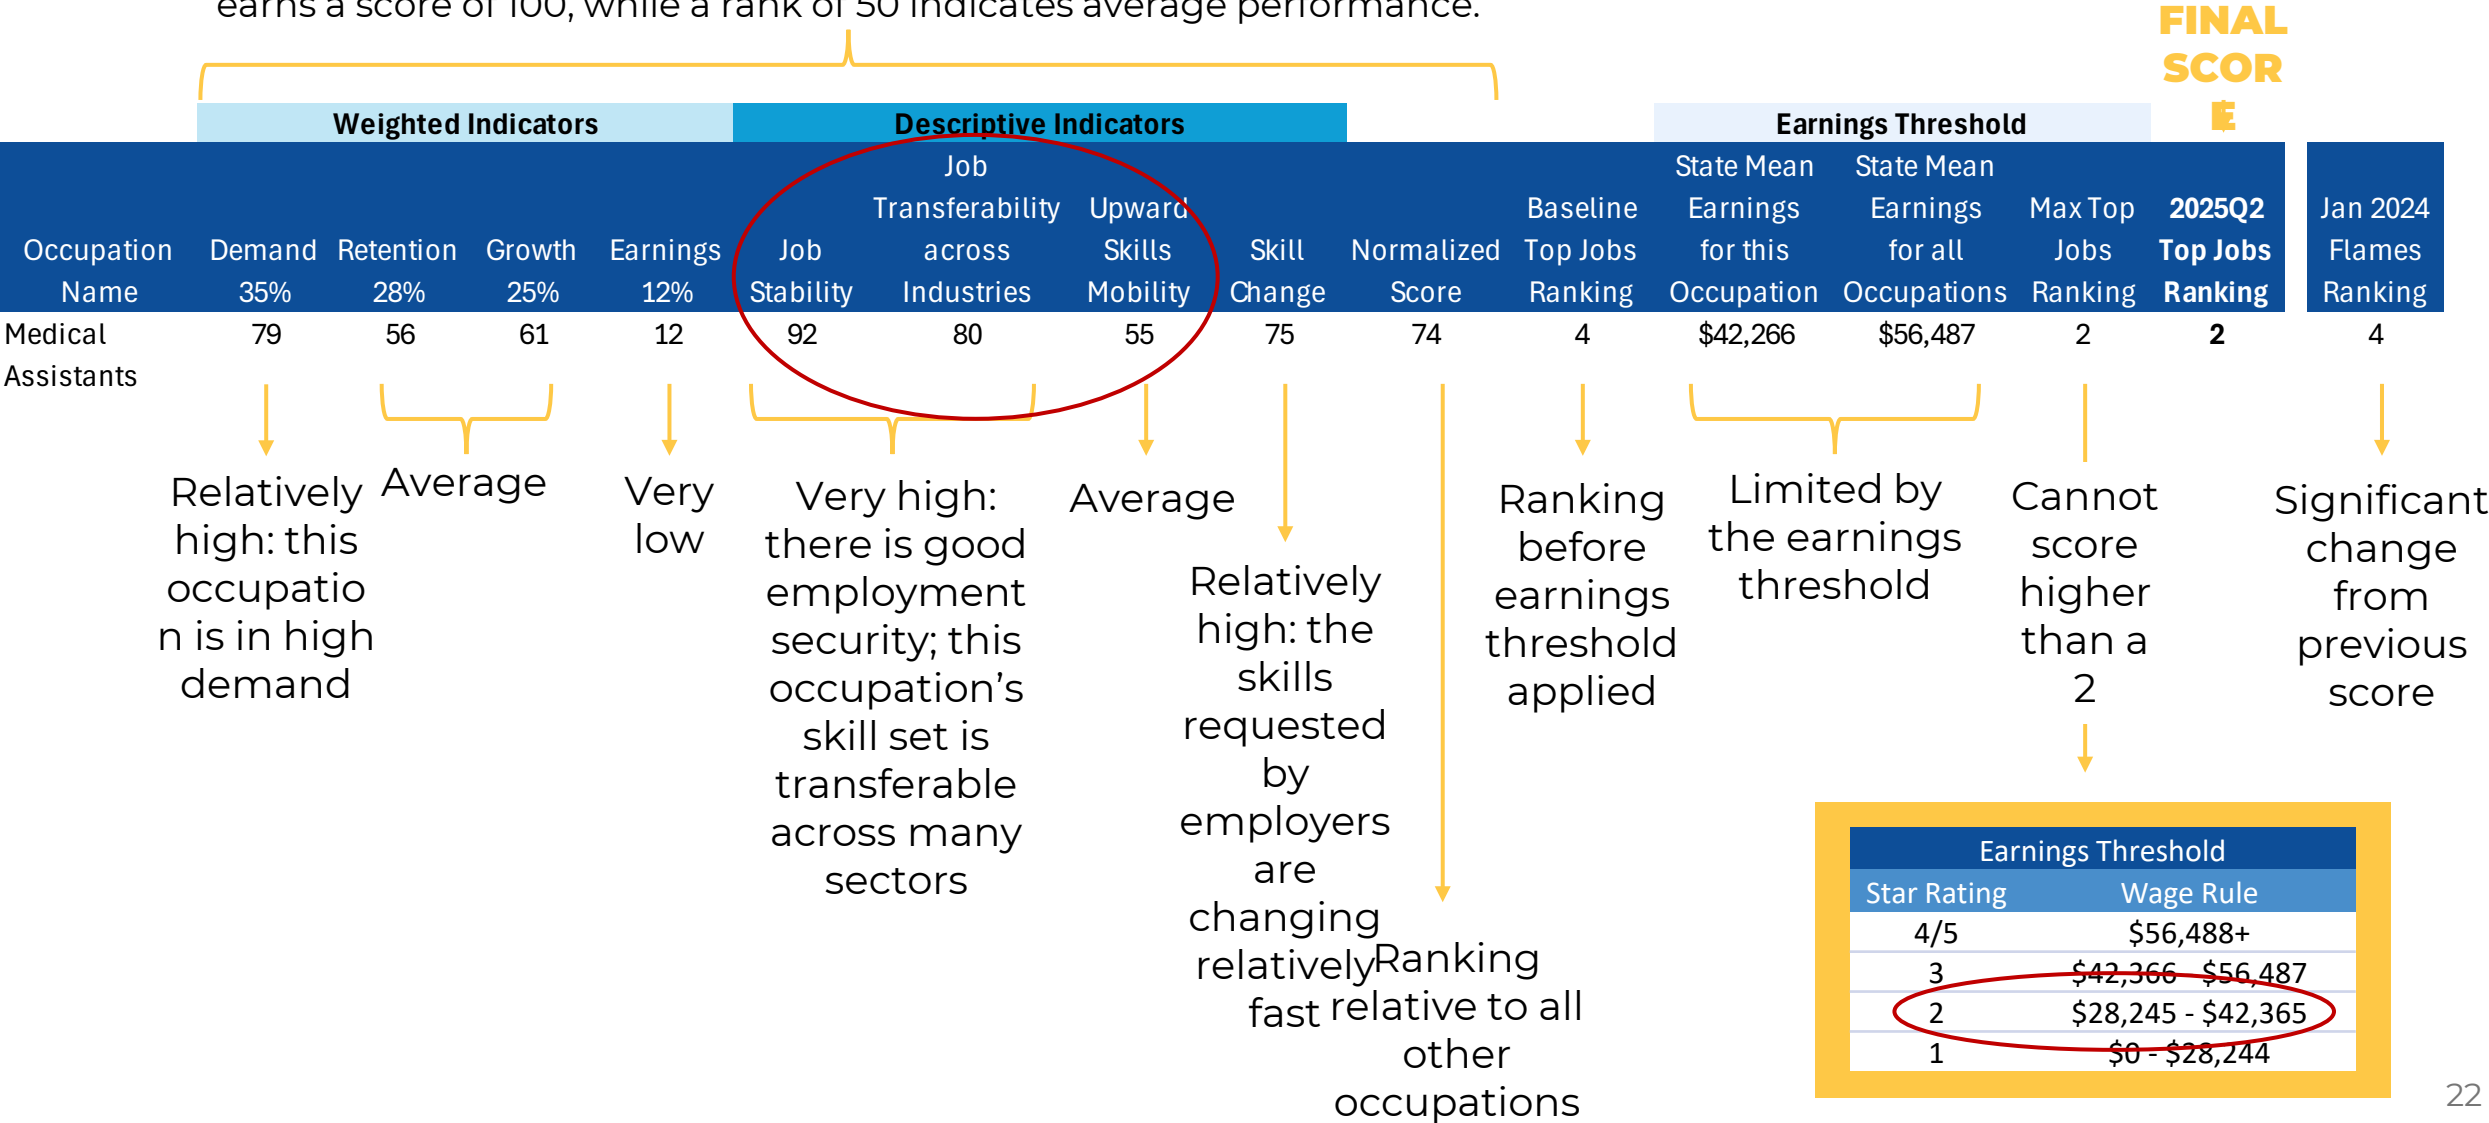 earns a score of 100, while a rank of 50 indicates average performance.
FINAL
SCOR
E
Weighted Indicators
Descriptive Indicators
Earnings Threshold
Occupation
Name
Demand
35%
Retention
28%
Growth
25%
Earnings
12%
Job
Stability
Job
Transferability
across
Industries
Upward
Skills
Mobility
Skill
Change
Normalized
Score
Baseline
Top Jobs
Ranking
State Mean
Earnings
for this
Occupation
State Mean
Earnings
for all
Occupations
Max Top
Jobs
Ranking
2025Q2
Top Jobs
Ranking
Jan 2024
Flames
Ranking
Medical
Assistants
79
56
61
12
92
80
55
75
74
4
$42,266
$56,487
2
2
4
Relatively
high: this
occupatio
n is in high
demand
Average
Very
low
Very high:
there is good
employment
security; this
occupation’s
skill set is
transferable
across many
sectors
Average
Relatively
high: the
skills
requested
by
employers
are
changing
relatively
fast
Ranking
relative to all
other
occupations
Ranking
before
earnings
threshold
applied
Limited by
the earnings
threshold
Cannot
score
higher
than a
2
Significant
change
from
previous
score
Earnings Threshold
Star Rating Wage Rule
4/5 $56,488+
3 $42,366 - $56,487
2 $28,245 - $42,365
1 $0 - $28,244
22